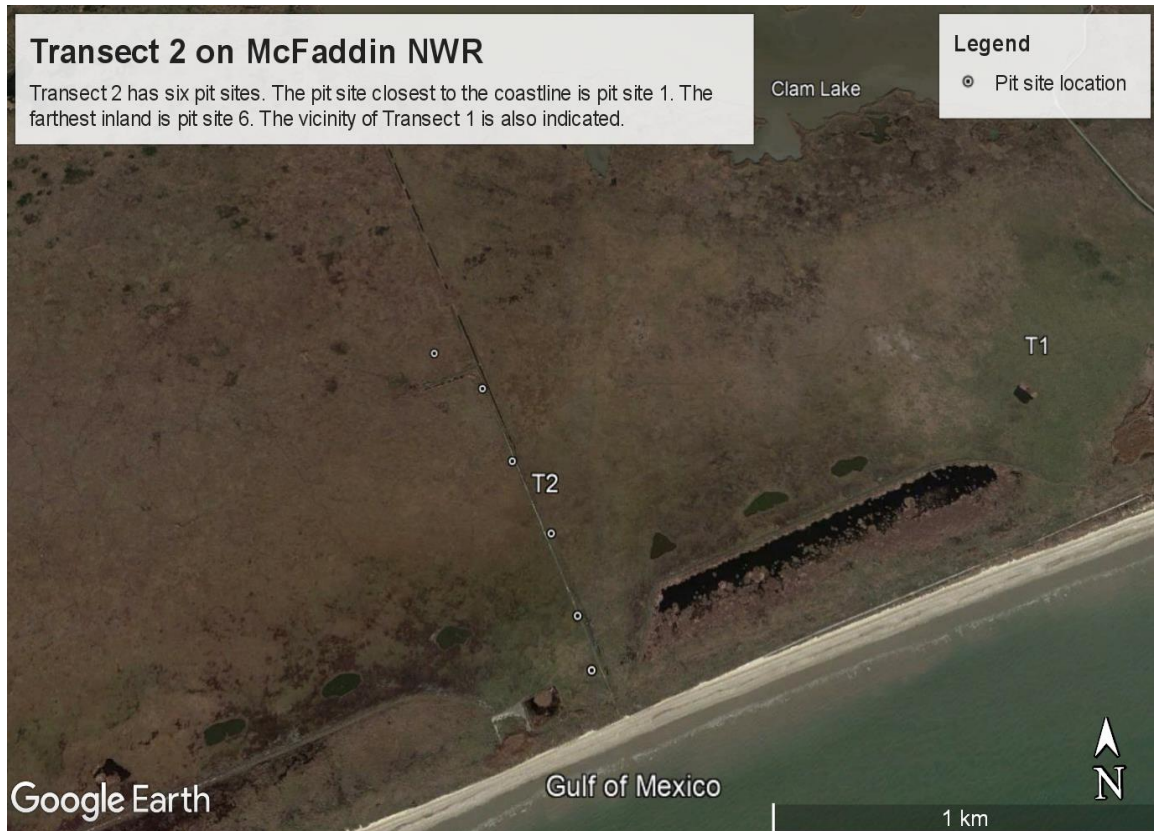 Transect 2 on McFaddin NWR
Transect 2 has six pit sites. The pit site closest to the coastline is pit site 1. The
farthest inland is pit site 6. The vicinity of Transect 1 is also indicated.
Legend
Pit site location
Clam Lake
T1
T2
Gulf of Mexico
Google Earth
N
1 km